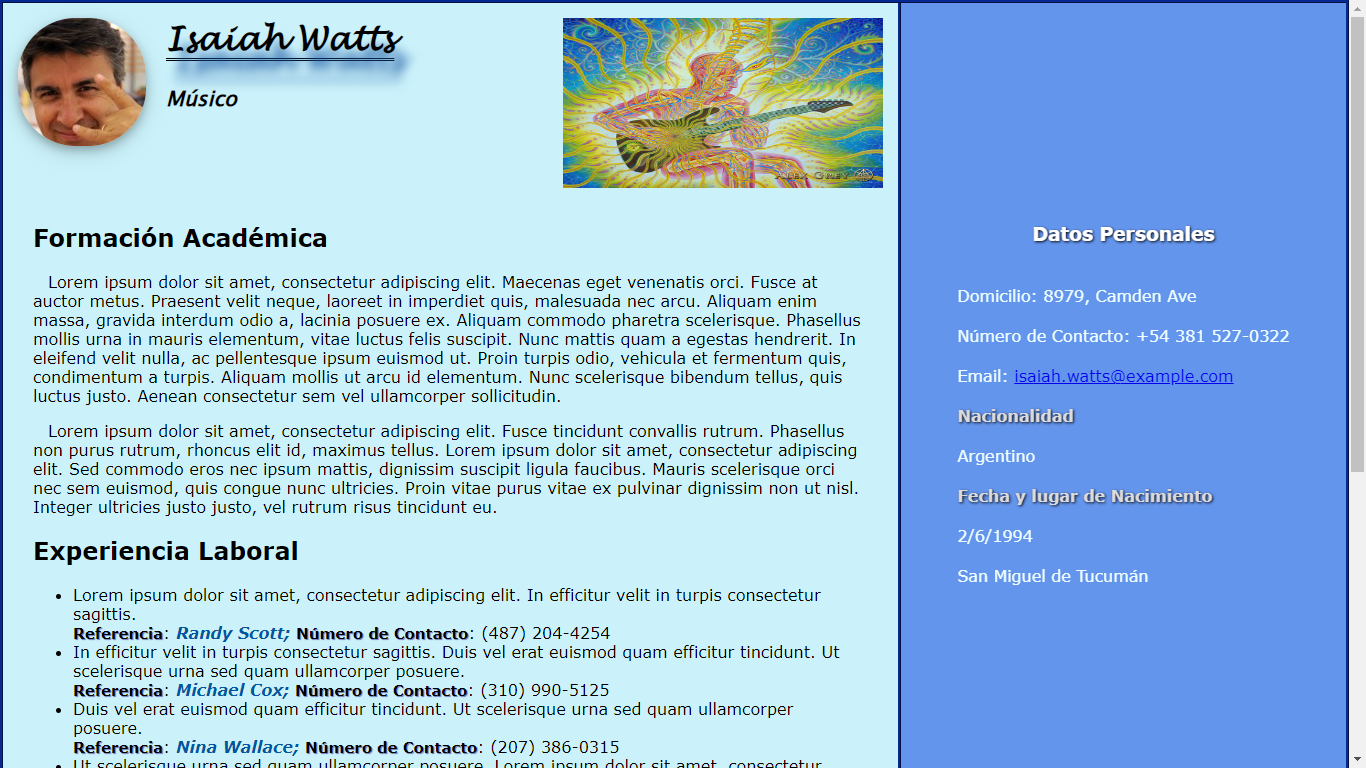 Isaiah Watts
Músico
ALEX GREY
Formación Académica
Lorem ipsum dolor sit amet, consectetur adipiscing elit. Maecenas eget venenatis orci. Fusce at
auctor metus. Praesent velit neque, laoreet in imperdiet quis, malesuada nec arcu. Aliquam enim
massa, gravida interdum odio a, lacinia posuere ex. Aliquam commodo pharetra scelerisque. Phasellus
mollis urna in mauris elementum, vitae luctus felis suscipit. Nunc mattis quam a egestas hendrerit. In
eleifend velit nulla, ac pellentesque ipsum euismod ut. Proin turpis odio, vehicula et fermentum quis,
condimentum a turpis. Aliquam mollis ut arcu id elementum. Nunc scelerisque bibendum tellus, quis
luctus justo. Aenean consectetur sem vel ullamcorper sollicitudin.
Lorem ipsum dolor sit amet, consectetur adipiscing elit. Fusce tincidunt convallis rutrum. Phasellus
non purus rutrum, rhoncus elit id, maximus tellus. Lorem ipsum dolor sit amet, consectetur adipiscing
elit. Sed commodo eros nec ipsum mattis, dignissim suscipit ligula faucibus. Mauris scelerisque orci
nec sem euismod, quis congue nunc ultricies. Proin vitae purus vitae ex pulvinar dignissim non ut nisl.
Integer ultricies justo justo, vel rutrum risus tincidunt eu.
Experiencia Laboral
• Lorem ipsum dolor sit amet, consectetur adipiscing elit. In efficitur velit in turpis consectetur
sagittis.
Referencia: Randy Scott; Número de Contacto: (487) 204-4254
• In efficitur velit in turpis consectetur sagittis. Duis vel erat euismod quam efficitur tincidunt. Ut
scelerisque urna sed quam ullamcorper posuere.
Referencia: Michael Cox; Número de Contacto: (310) 990-5125
• Duis vel erat euismod quam efficitur tincidunt. Ut scelerisque urna sed quam ullamcorper
posuere.
Referencia: Nina Wallace; Número de Contacto: (207) 386-0315
• Ut scelerisque urna sed quam ullamcorper posuere. Lorem ipsum dolor sit amet, consectetur
Datos Personales
Domicilio: 8979, Camden Ave
Número de Contacto: +54 381 527-0322
Email: isaiah.watts@example.com
Nacionalidad
Argentino
Fecha y lugar de Nacimiento
2/6/1994
San Miguel de Tucumán